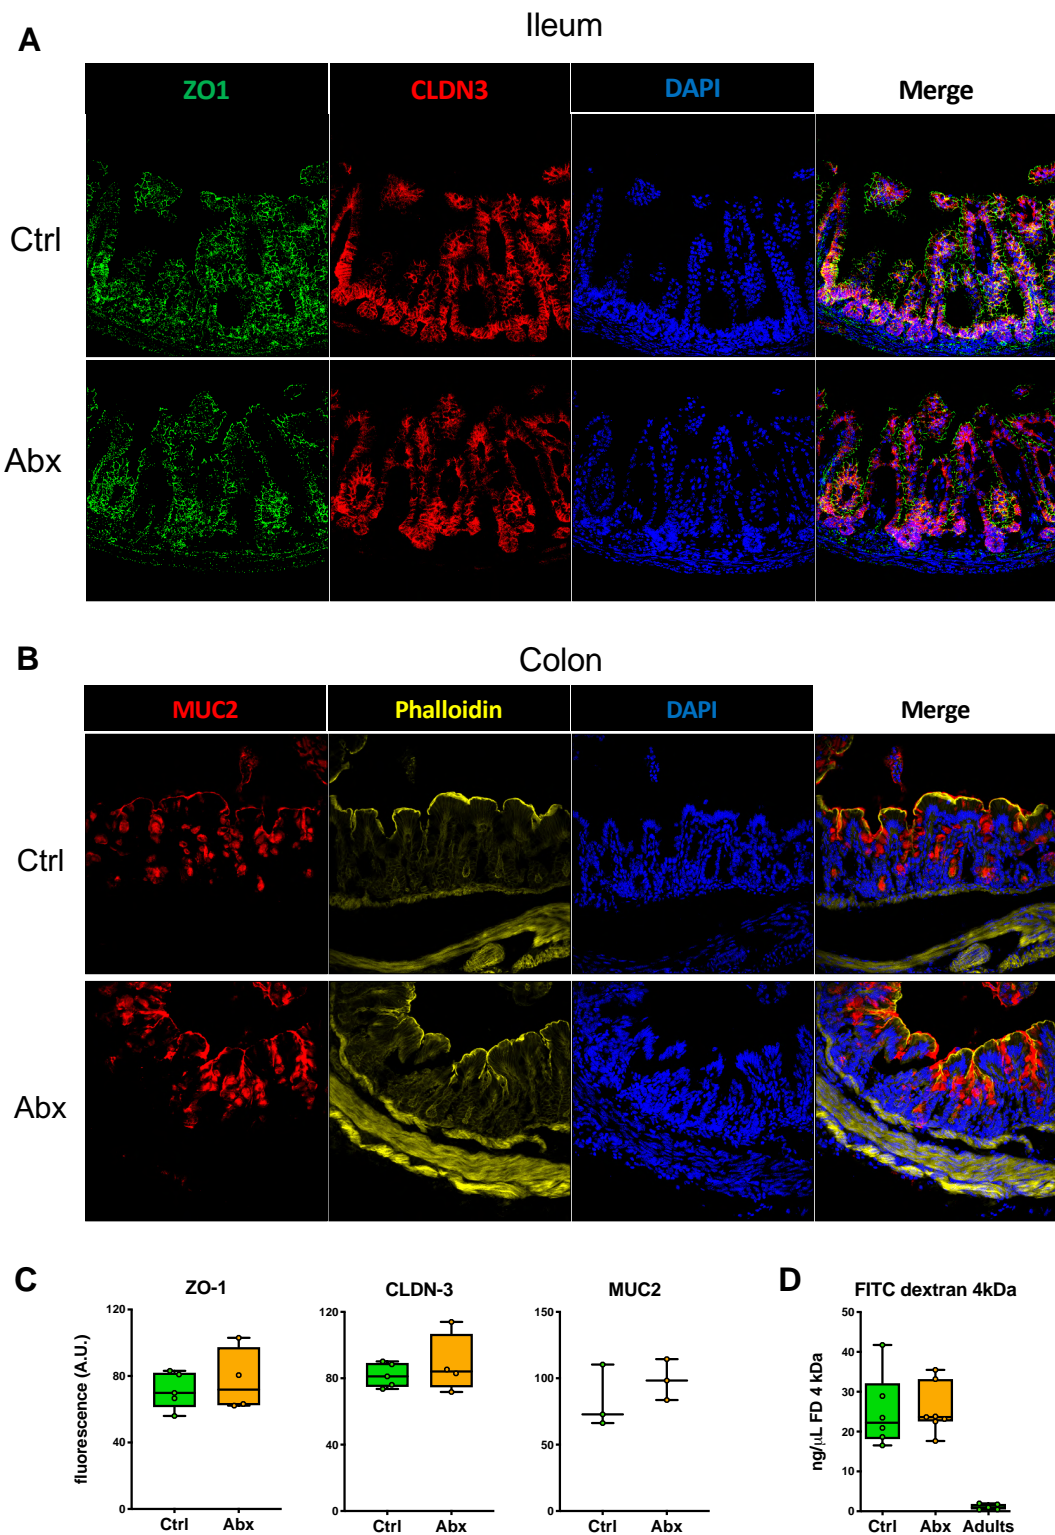 A
Ileum
ZO1 CLDN3 DAPI Merge
Ctrl
Abx
B
Colon
MUC2 Phalloidin DAPI Merge
Ctrl
Abx
C
D
ZO-1
CLDN-3
MUC2
FITC dextran 4kDa
fluorescence (A.U.)
120
80
40
0
Ctrl Abx
120
80
40
0
Ctrl Abx
150
100
50
0
Ctrl Abx
ng/μL FD 4 kDa
50
40
30
20
10
0
Ctrl Abx Adults